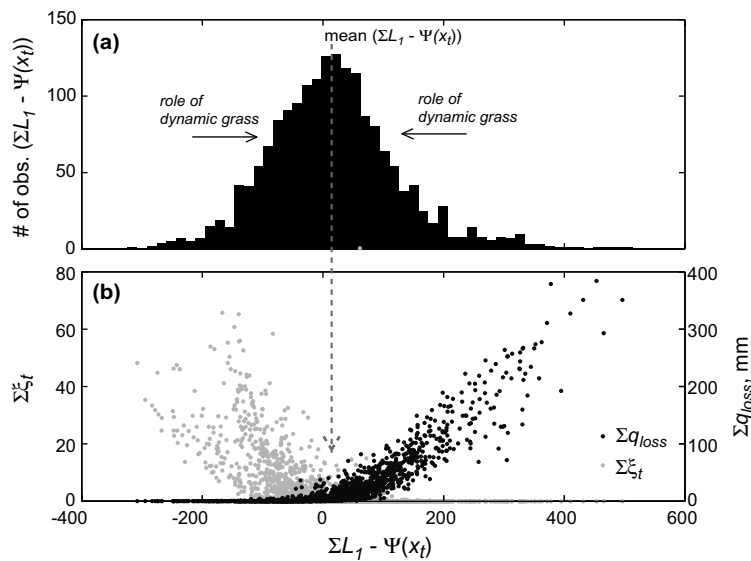 (a)
mean (ΣL1 - Ψ(xt))
role of
dynamic grass
role of
dynamic grass
# of obs. (ΣL1 - Ψ(xt))
150
100
50
0
(b)
80
60
40
20
0
Σξt
400
300
200
100
0
Σqloss, mm
Σqloss
Σξt
-400
-200
0
200
400
600
ΣL1 - Ψ(xt)